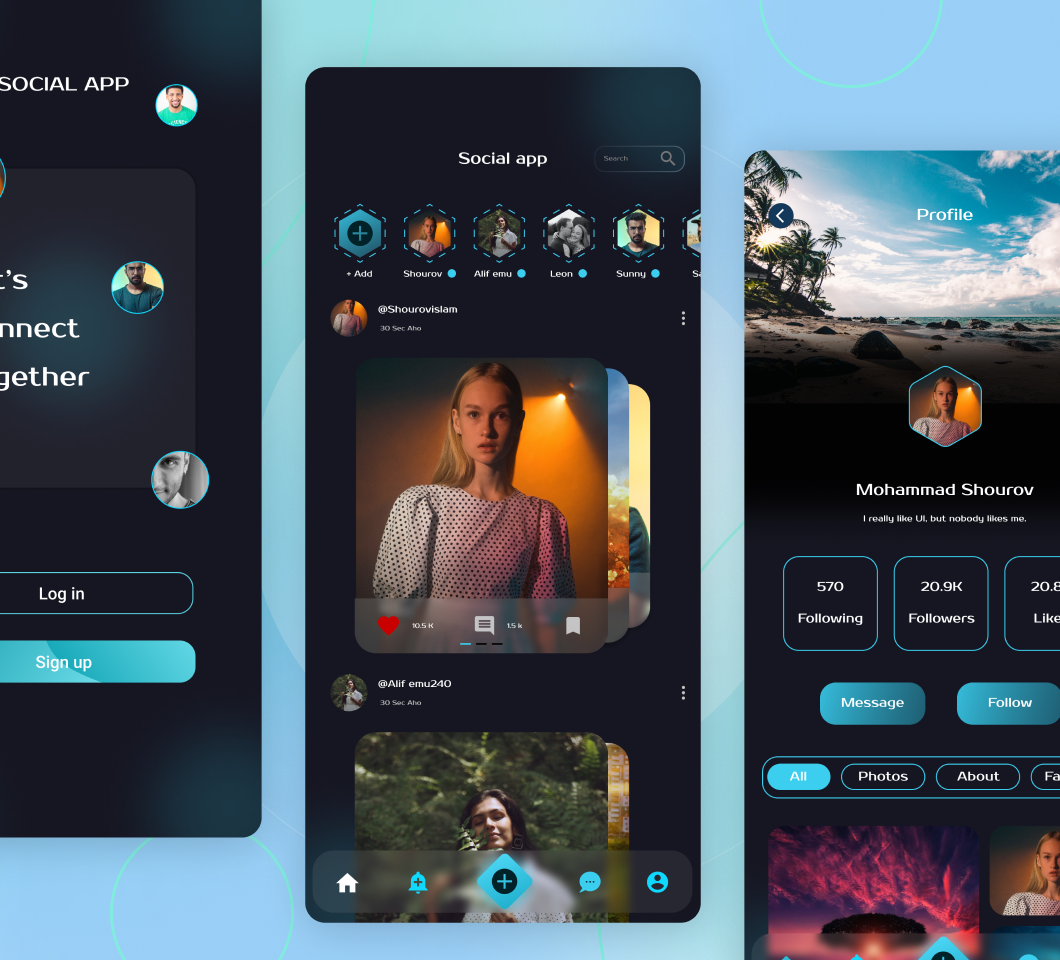 SOCIAL APP
t's
nnect
gether
Log in
Sign up
Social app
Search
+ Add
Shourov
Alif emu
Leon
Sunny
Sa
@Shourovislam
30 Sec Aho
10.5 K
1.5 k
@Alif emu240
30 Sec Aho
Profile
Mohammad Shourov
I really like UI, but nobody likes me.
570
Following
20.9K
Followers
20.8
Like
Message
Follow
All
Photos
About
Fa